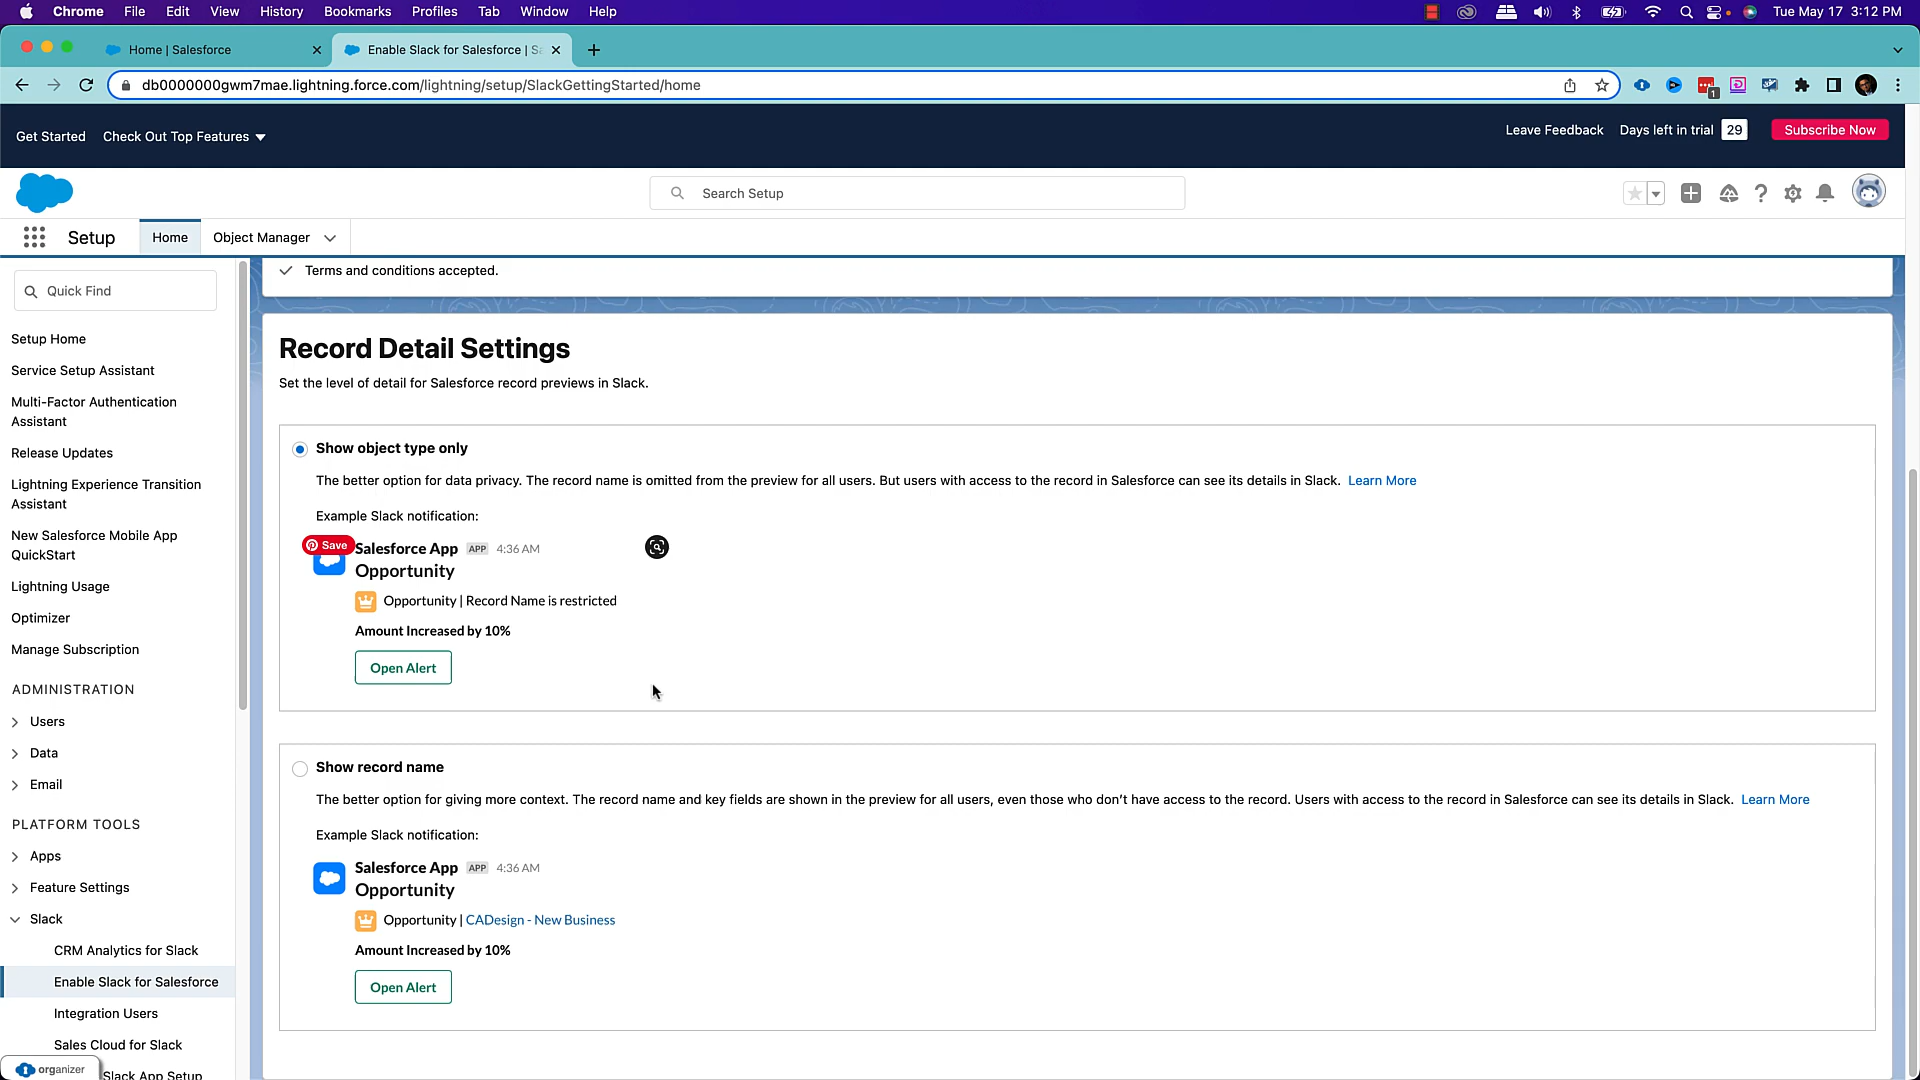 Chrome File Edit View History Bookmarks Profiles Tab Window Help
Tue May 17 3:12 PM
Home | Salesforce
Enable Slack for Salesforce | Sa
db0000000gwm7mae.lightning.force.com/lightning/setup/SlackGettingStarted/home
1
Get Started
Check Out Top Features
Leave Feedback
Days left in trial 29
Subscribe Now
Search Setup
Setup
Home
Object Manager
Quick Find
Setup Home
Service Setup Assistant
Multi-Factor Authentication
Assistant
Release Updates
Lightning Experience Transition
Assistant
New Salesforce Mobile App
QuickStart
Lightning Usage
Optimizer
Manage Subscription
ADMINISTRATION
Users
Data
Email
PLATFORM TOOLS
Apps
Feature Settings
Slack
CRM Analytics for Slack
Enable Slack for Salesforce
Integration Users
Sales Cloud for Slack
Slack App Setup
organizer
Terms and conditions accepted.
Record Detail Settings
Set the level of detail for Salesforce record previews in Slack.
Show object type only
The better option for data privacy. The record name is omitted from the preview for all users. But users with access to the record in Salesforce can see its details in Slack. Learn More
Example Slack notification:
Save
Salesforce App APP 4:36 AM
Opportunity
Opportunity | Record Name is restricted
Amount Increased by 10%
Open Alert
Show record name
The better option for giving more context. The record name and key fields are shown in the preview for all users, even those who don't have access to the record. Users with access to the record in Salesforce can see its details in Slack. Learn More
Example Slack notification:
Salesforce App APP 4:36 AM
Opportunity
Opportunity | CADesign - New Business
Amount Increased by 10%
Open Alert